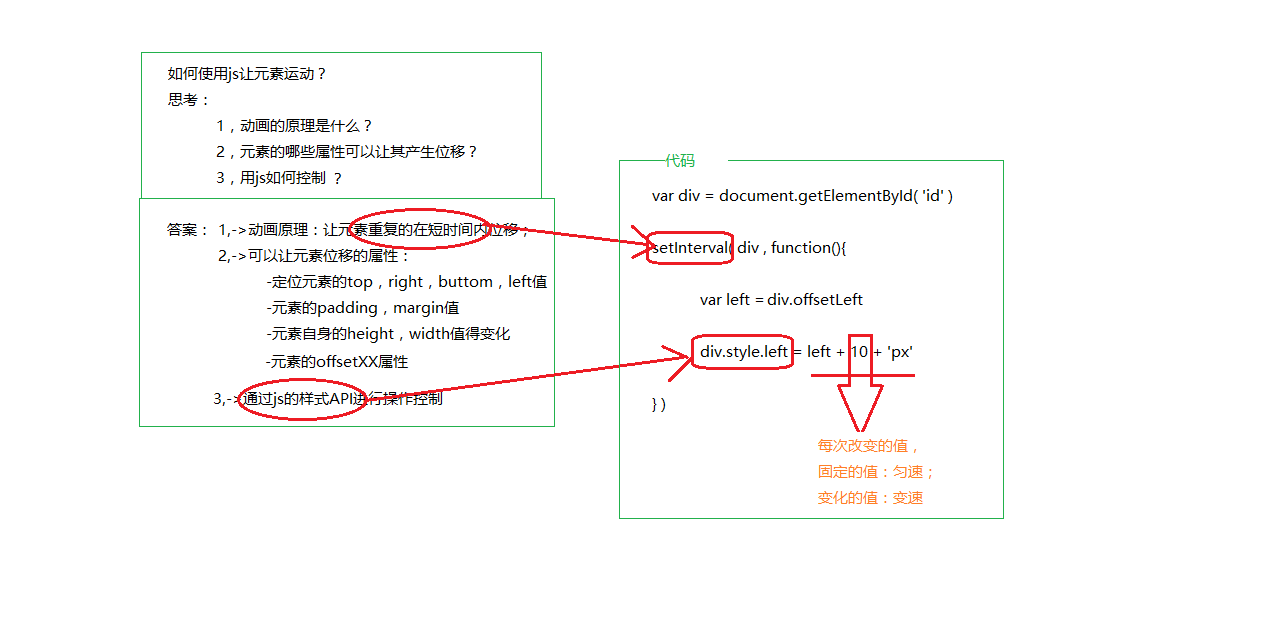 如何使用js让元素运动？
思考：
1，动画的原理是什么？
2，元素的哪些属性可以让其产生位移？
3，用js如何控制 ？
答案： 1,->动画原理：让元素重复的在短时间内位移；
2,->可以让元素位移的属性：
-定位元素的top，right，buttom，left值
-元素的padding，margin值
-元素自身的height，width值得变化
-元素的offsetXX属性
3,->通过js的样式API进行操作控制
代码
var div = document.getElementById( 'id' )
setInterval( div , function(){
var left = div.offsetLeft
div.style.left = left + 10 + 'px'
} )
每次改变的值，
固定的值：匀速；
变化的值：变速